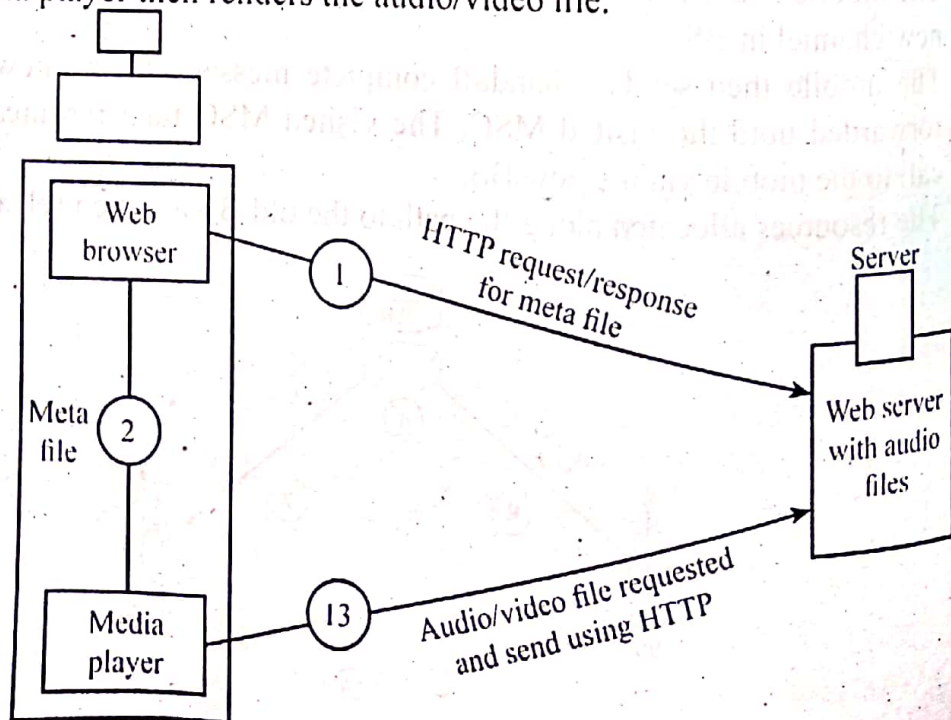 player then renders the audio/video file.
Web
browser
1
HTTP request/response
for meta file
Server
Meta
file
2
Web server
with audio
files
Media
player
13
Audio/video file requested
and send using HTTP